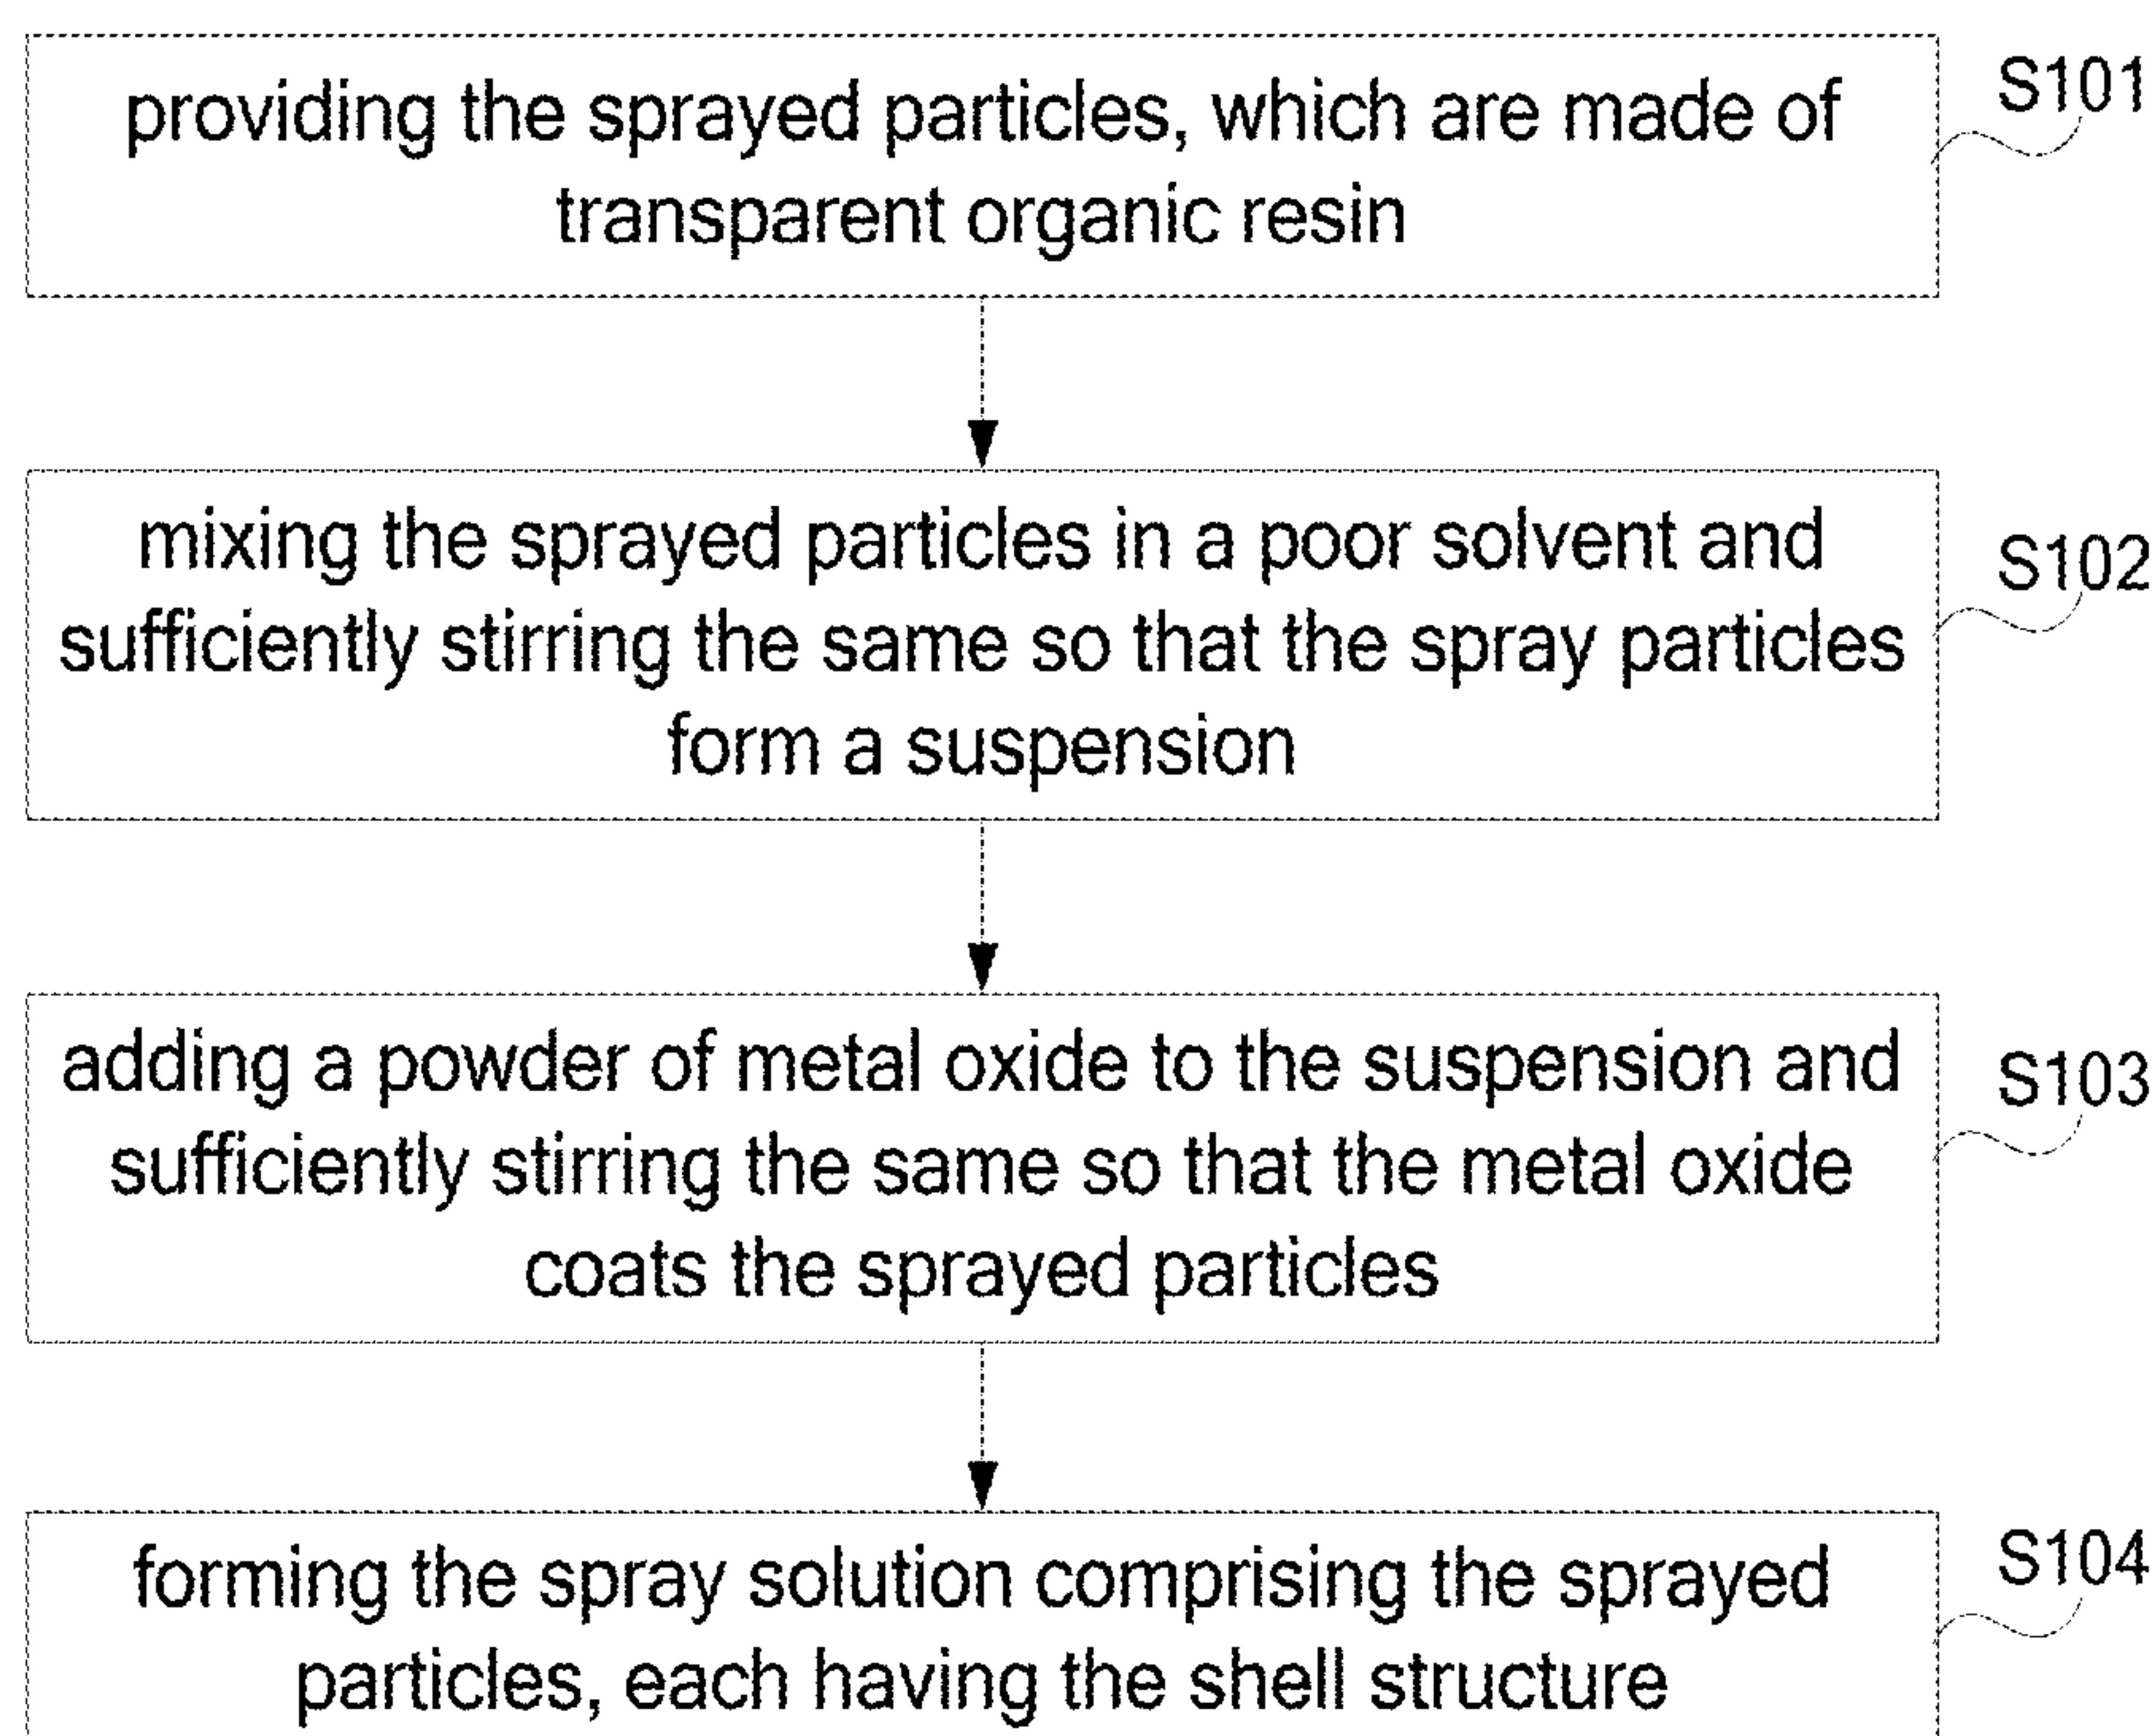 providing the sprayed particles, which are made of
transparent organic resin
S101
mixing the sprayed particles in a poor solvent and
sufficiently stirring the same so that the spray particles
form a suspension
S102
adding a powder of metal oxide to the suspension and
sufficiently stirring the same so that the metal oxide
coats the sprayed particles
S103
forming the spray solution comprising the sprayed
particles, each having the shell structure
S104